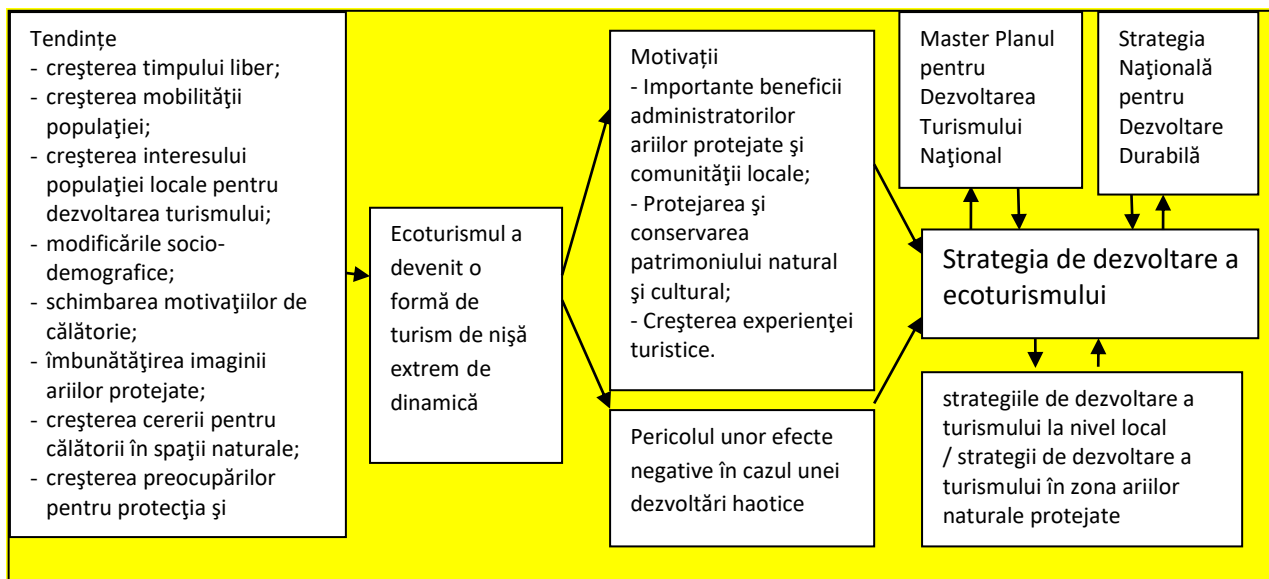 Tendințe
- creşterea timpului liber;
- creşterea mobilităţii
populaţiei;
- creşterea interesului
populaţiei locale pentru
dezvoltarea turismului;
- modificările socio-
demografice;
- schimbarea motivaţiilor de
călătorie;
- îmbunătăţirea imaginii
ariilor protejate;
- creşterea cererii pentru
călătorii în spaţii naturale;
- creşterea preocupărilor
pentru protecţia şi
Ecoturismul a
devenit o
formă de
turism de nişă
extrem de
dinamică
Motivații
- Importante beneficii
administratorilor
ariilor protejate şi
comunităţii locale;
- Protejarea şi
conservarea
patrimoniului natural
şi cultural;
- Creşterea experienţei
turistice.
Pericolul unor efecte
negative în cazul unei
dezvoltări haotice
Master Planul
pentru
Dezvoltarea
Turismului
Naţional
Strategia
Naţională
pentru
Dezvoltare
Durabilă
Strategia de dezvoltare a
ecoturismului
strategiile de dezvoltare a
turismului la nivel local
/ strategii de dezvoltare a
turismului în zona ariilor
naturale protejate